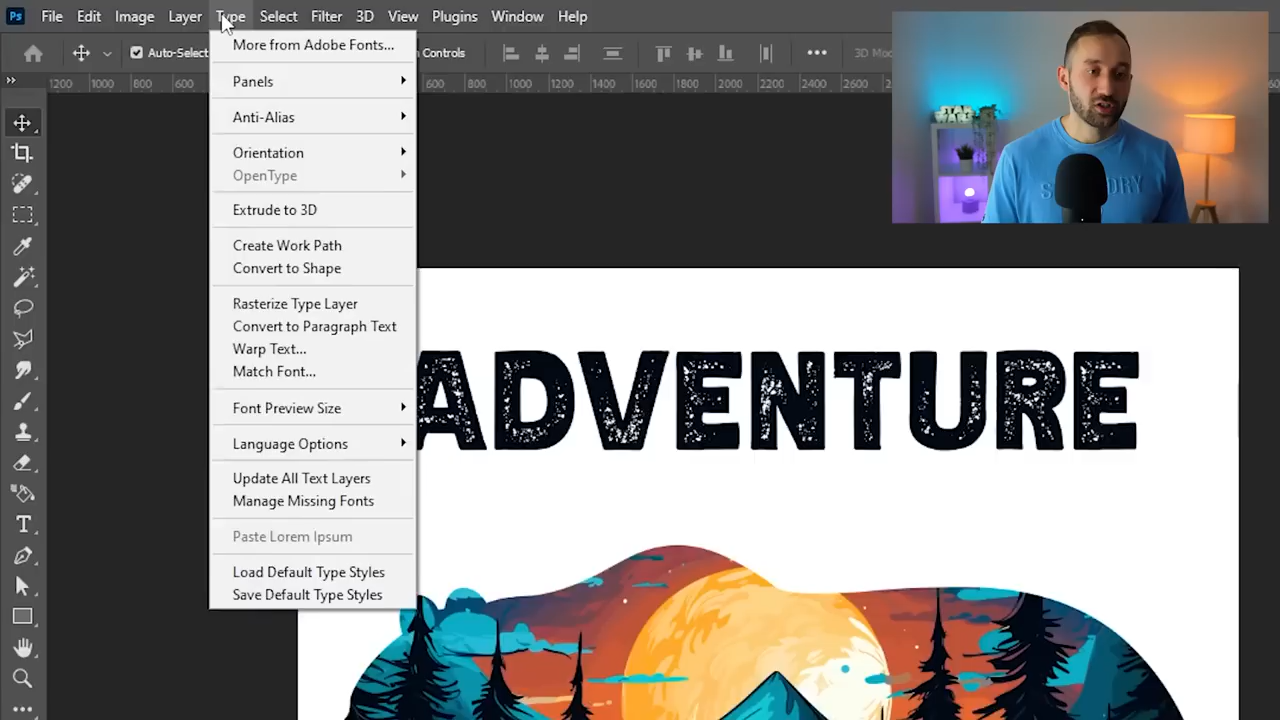 Ps File Edit Image Layer Type Select Filter 3D View Plugins Window Help
Auto-Select
Controls
3D Mo
1200 1000 800 600
600 800 1000 1200 1400 1600 1800 2000 2200 2400 2600
More from Adobe Fonts...
Panels
Anti-Alias
Orientation
OpenType
Extrude to 3D
Create Work Path
Convert to Shape
Rasterize Type Layer
Convert to Paragraph Text
Warp Text...
Match Font...
Font Preview Size
Language Options
Update All Text Layers
Manage Missing Fonts
Paste Lorem Ipsum
Load Default Type Styles
Save Default Type Styles
T
ADVENTURE
STAR
WARS